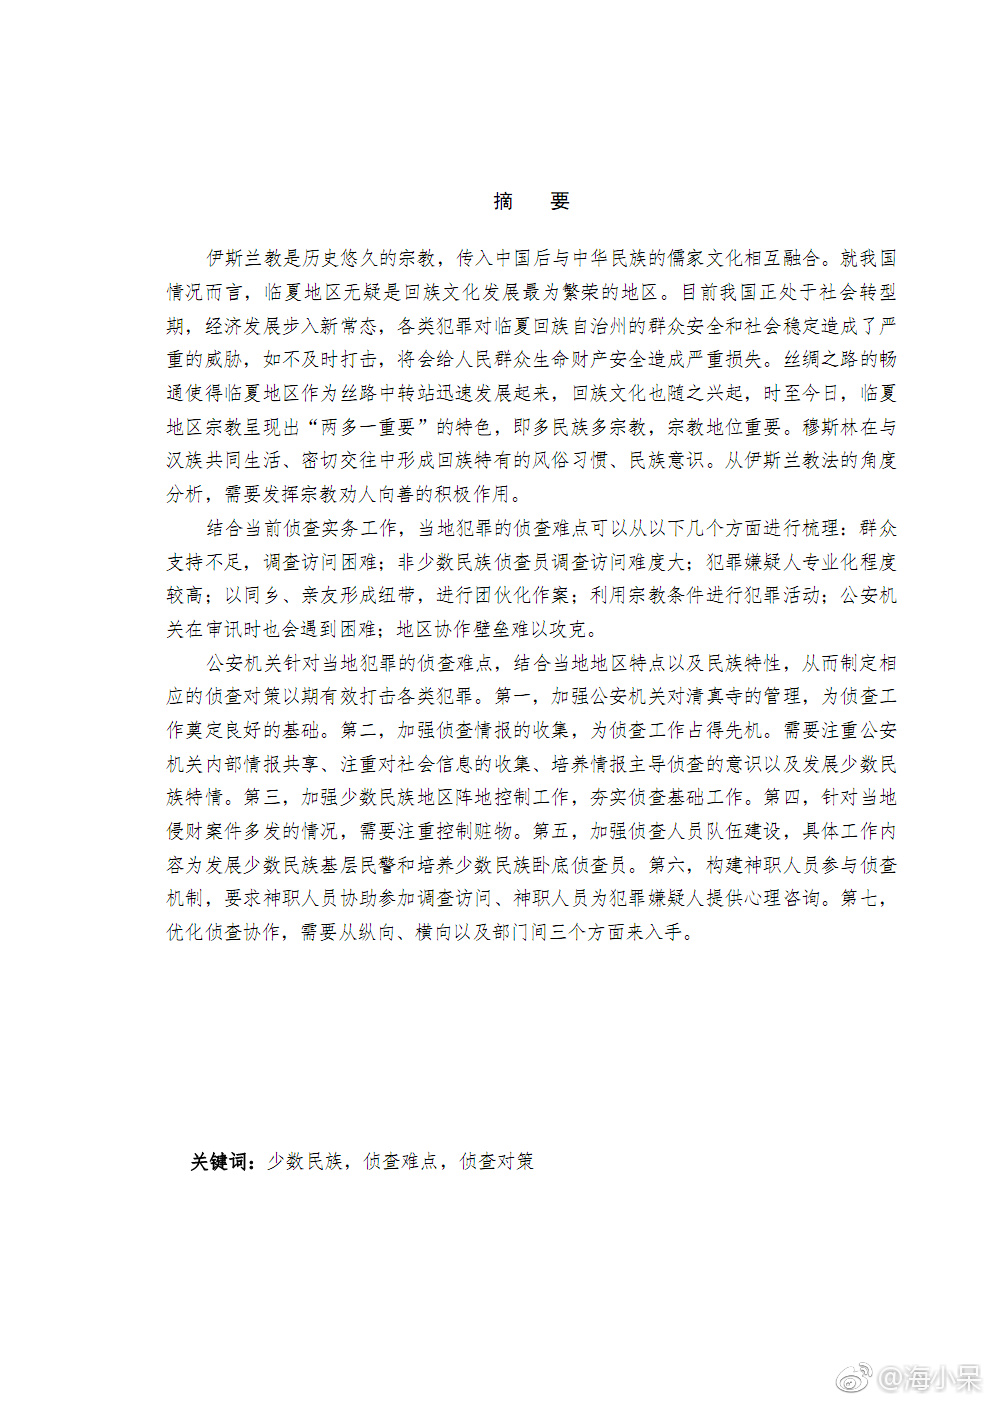 摘 要
伊斯兰教是历史悠久的宗教，传入中国后与中华民族的儒家文化相互融合。就我国
情况而言，临夏地区无疑是回族文化发展最为繁荣的地区。目前我国正处于社会转型
期，经济发展步入新常态，各类犯罪对临夏回族自治州的群众安全和社会稳定造成了严
重的威胁，如不及时打击，将会给人民群众生命财产安全造成严重损失。丝绸之路的畅
通使得临夏地区作为丝路中转站迅速发展起来，回族文化也随之兴起，时至今日，临夏
地区宗教呈现出“两多一重要”的特色，即多民族多宗教，宗教地位重要。穆斯林在与
汉族共同生活、密切交往中形成回族特有的风俗习惯、民族意识。从伊斯兰教法的角度
分析，需要发挥宗教劝人向善的积极作用。
结合当前侦查实务工作，当地犯罪的侦查难点可以从以下几个方面进行梳理：群众
支持不足，调查访问困难；非少数民族侦查员调查访问难度大；犯罪嫌疑人专业化程度
较高；以同乡、亲友形成纽带，进行团伙化作案；利用宗教条件进行犯罪活动；公安机
关在审讯时也会遇到困难；地区协作壁垒难以攻克。
公安机关针对当地犯罪的侦查难点，结合当地地区特点以及民族特性，从而制定相
应的侦查对策以期有效打击各类犯罪。第一，加强公安机关对清真寺的管理，为侦查工
作奠定良好的基础。第二，加强侦查情报的收集，为侦查工作占得先机。需要注重公安
机关内部情报共享、注重对社会信息的收集、培养情报主导侦查的意识以及发展少数民
族特情。第三，加强少数民族地区阵地控制工作，夯实侦查基础工作。第四，针对当地
侵财案件多发的情况，需要注重控制赃物。第五，加强侦查人员队伍建设，具体工作内
容为发展少数民族基层民警和培养少数民族卧底侦查员。第六，构建神职人员参与侦查
机制，要求神职人员协助参加调查访问、神职人员为犯罪嫌疑人提供心理咨询。第七，
优化侦查协作，需要从纵向、横向以及部门间三个方面来入手。
关键词：少数民族，侦查难点，侦查对策
@海小呆